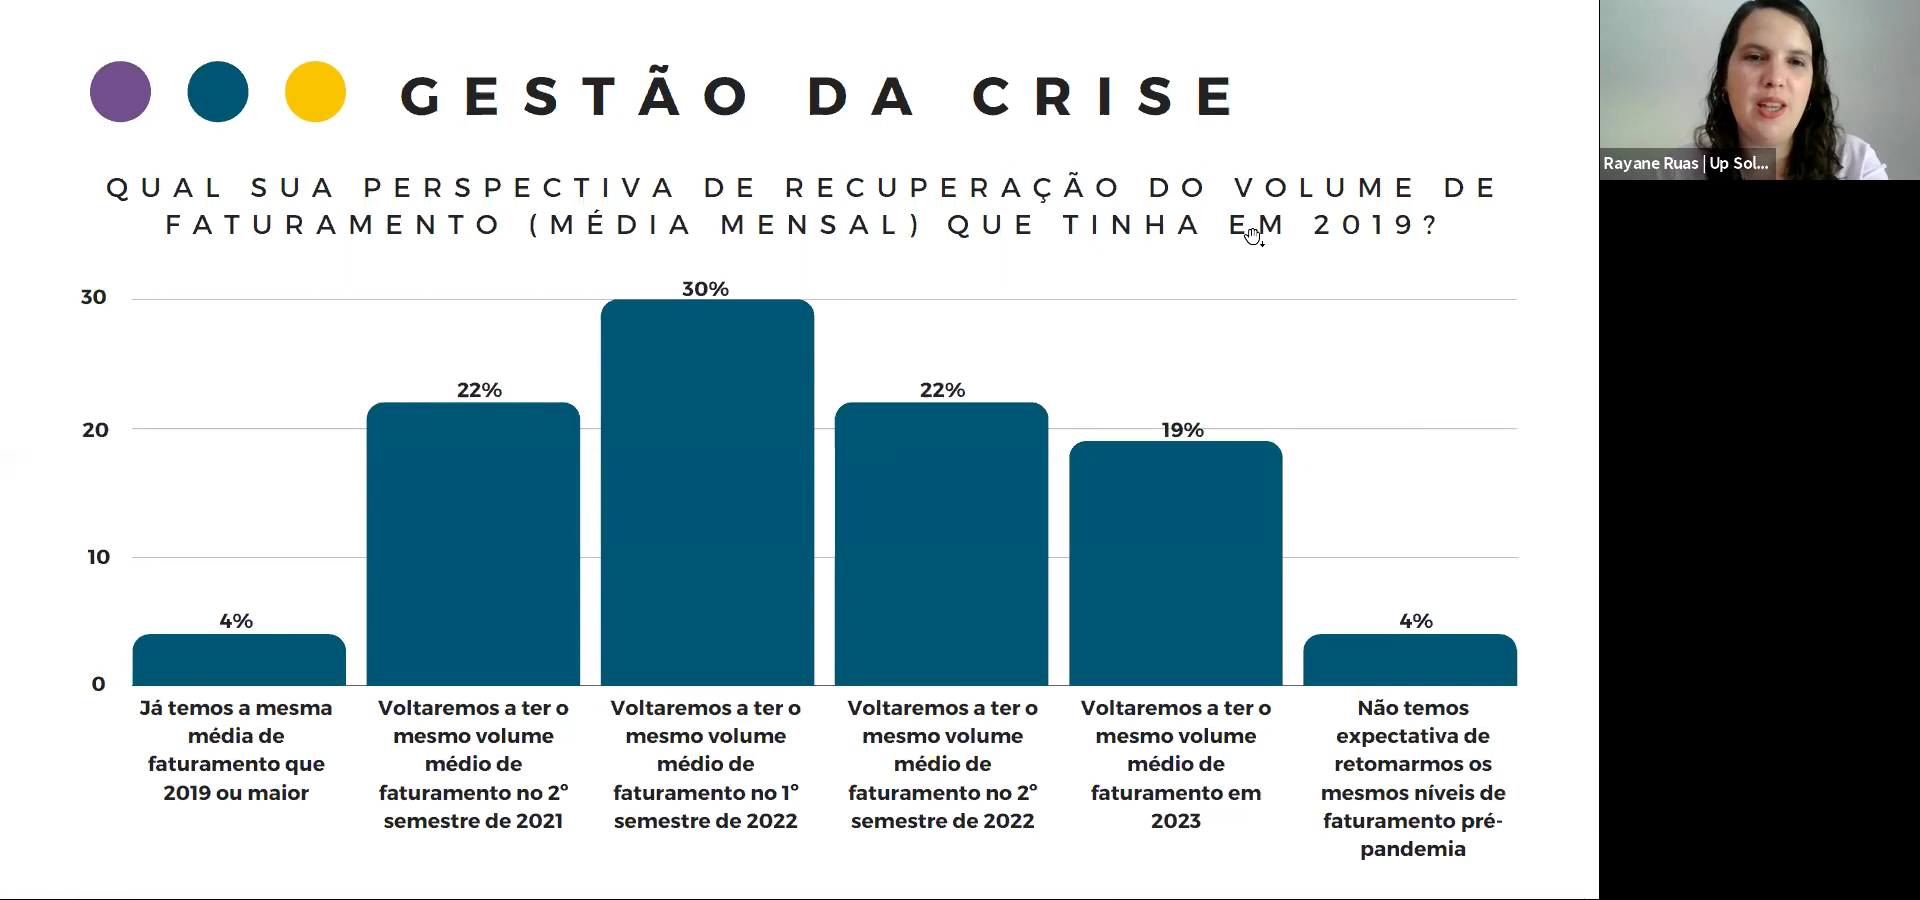 GESTÃO DA CRISE
QUAL SUA PERSPECTIVA DE RECUPERAÇÃO DO VOLUME DE
FATURAMENTO (MÉDIA MENSAL) QUE TINHA EM 2019?
30
20
10
0
4%
22%
30%
22%
19%
4%
Já temos a mesma
média de
faturamento que
2019 ou maior
Voltaremos a ter o
mesmo volume
médio de
faturamento no 2º
semestre de 2021
Voltaremos a ter o
mesmo volume
médio de
faturamento no 1º
semestre de 2022
Voltaremos a ter o
mesmo volume
médio de
faturamento no 2º
semestre de 2022
Voltaremos a ter o
mesmo volume
médio de
faturamento em
2023
Não temos
expectativa de
retomarmos os
mesmos níveis de
faturamento pré-
pandemia
Rayane Ruas | Up Sol...